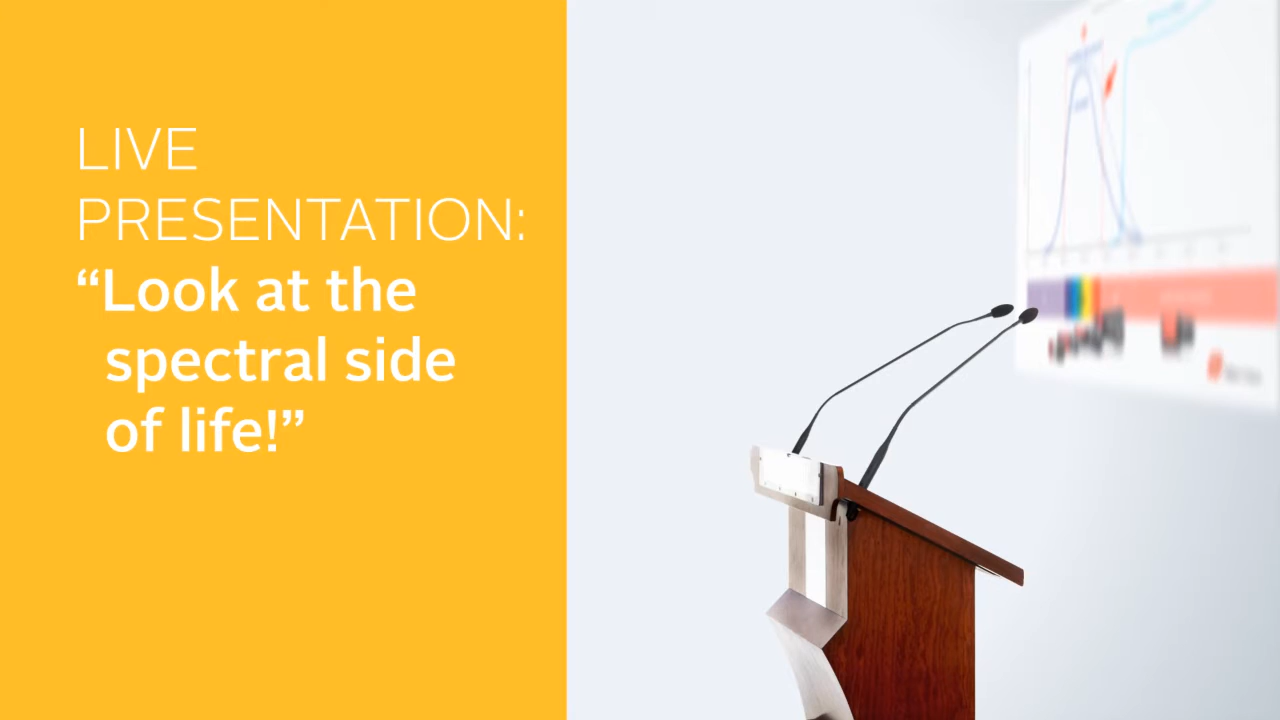 LIVE
PRESENTATION:
“Look at the
spectral side
of life!”